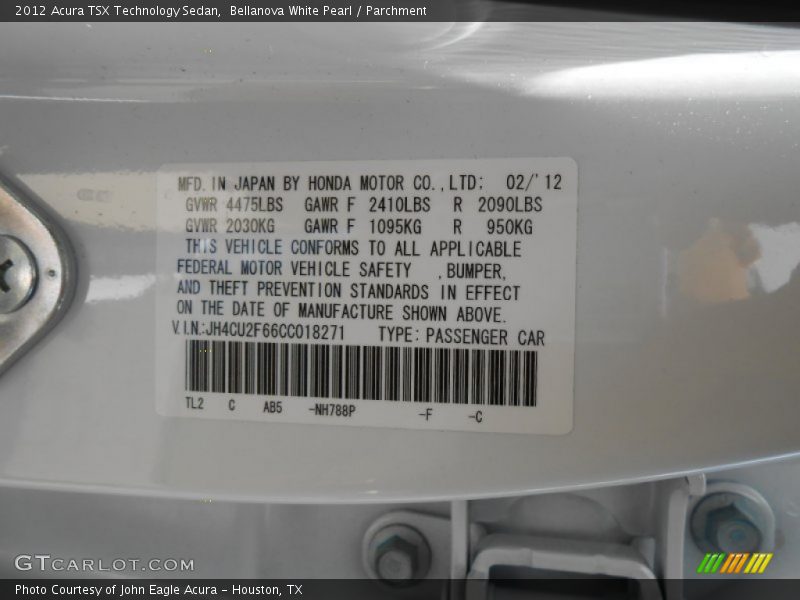 2012 Acura TSX Technology Sedan, Bellanova White Pearl / Parchment
MFD. IN JAPAN BY HONDA MOTOR CO.,LTD: 02/'12
GVWR 4475LBS GAWR F 2410LBS R 2090LBS
GVWR 2030KG GAWR F 1095KG R 950KG
THIS VEHICLE CONFORMS TO ALL APPLICABLE
FEDERAL MOTOR VEHICLE SAFETY ,BUMPER,
AND THEFT PREVENTION STANDARDS IN EFFECT
ON THE DATE OF MANUFACTURE SHOWN ABOVE.
V.I.N.:JH4CU2F66CC018271 TYPE: PASSENGER CAR
TL2 C AB5 -NH788P -F -C
GTCARLOT.COM
Photo Courtesy of John Eagle Acura - Houston, TX